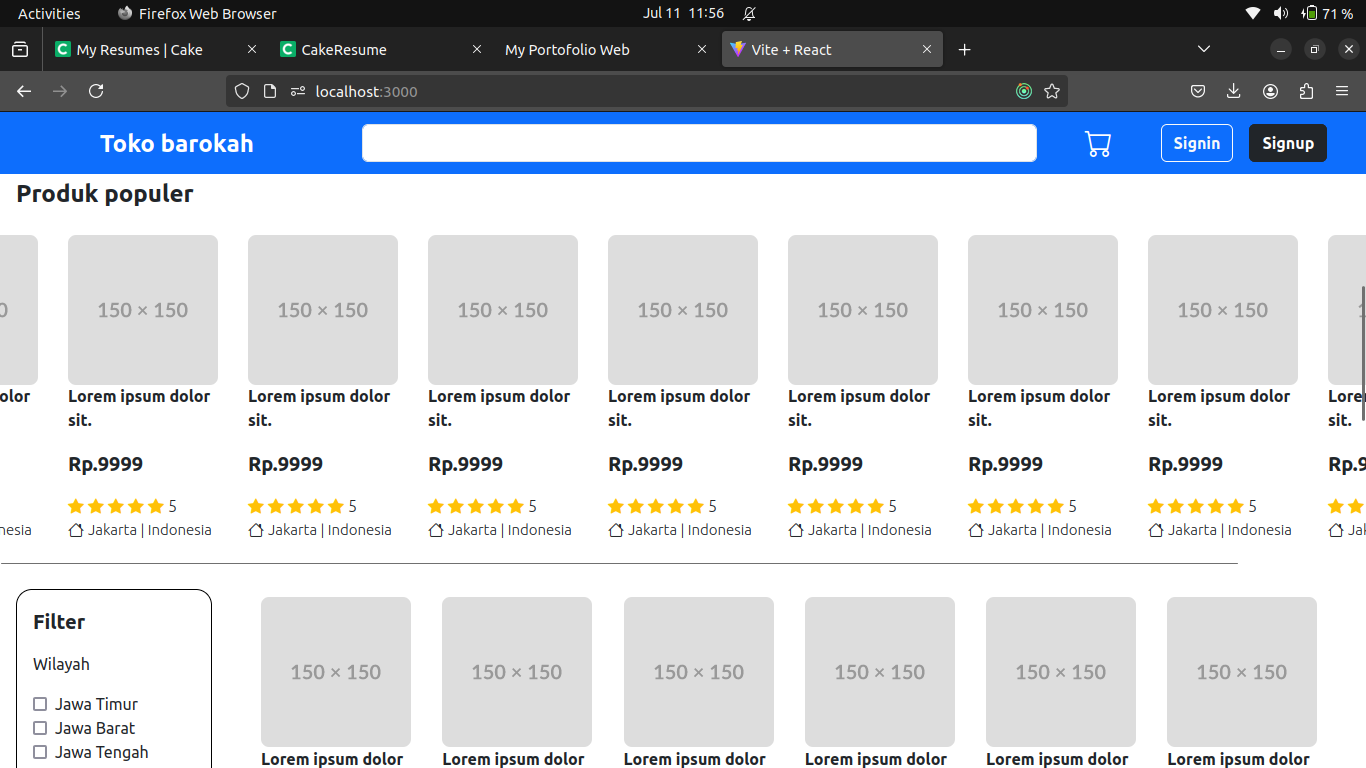 Activities Firefox Web Browser Jul 11 11:56 71 %
My Resumes | Cake CakeResume My Portofolio Web Vite + React
localhost:3000
Toko barokah Signin Signup
Produk populer
150 × 150 150 × 150 150 × 150 150 × 150 150 × 150 150 × 150 150 × 150
olor Lorem ipsum dolor Lorem ipsum dolor Lorem ipsum dolor Lorem ipsum dolor Lorem ipsum dolor Lorem ipsum dolor Lorem ipsum dolor Lore
sit. sit. sit. sit. sit. sit. sit. sit.
Rp.9999 Rp.9999 Rp.9999 Rp.9999 Rp.9999 Rp.9999 Rp.9999 Rp.9
5 5 5 5 5 5 5
nesia Jakarta | Indonesia Jakarta | Indonesia Jakarta | Indonesia Jakarta | Indonesia Jakarta | Indonesia Jakarta | Indonesia Jakarta | Indonesia Jak
Filter
Wilayah
Jawa Timur
Jawa Barat
Jawa Tengah
150 × 150 150 × 150 150 × 150 150 × 150 150 × 150 150 × 150
Lorem ipsum dolor Lorem ipsum dolor Lorem ipsum dolor Lorem ipsum dolor Lorem ipsum dolor Lorem ipsum dolor